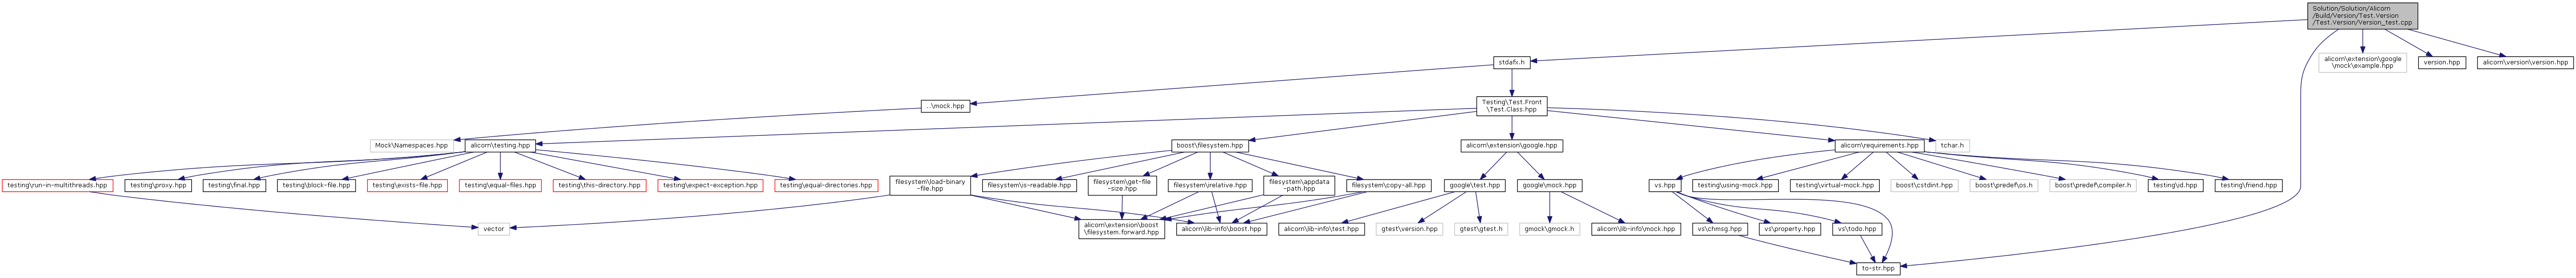 Solution/Solution/Alicorn
/Build/Version/Test.Version
/Test.Version/Version_test.cpp
stdafx.h
alicorn\extension\google
\mock\example.hpp
version.hpp
alicorn\version\version.hpp
..\mock.hpp
Testing\Test.Front
\Test.Class.hpp
Mock\Namespaces.hpp
alicorn\testing.hpp
boost\filesystem.hpp
alicorn\extension\google.hpp
alicorn\requirements.hpp
tchar.h
testing\run-in-multithreads.hpp
testing\proxy.hpp
testing\final.hpp
testing\block-file.hpp
testing\exists-file.hpp
testing\equal-files.hpp
testing\this-directory.hpp
testing\expect-exception.hpp
testing\equal-directories.hpp
filesystem\load-binary
-file.hpp
filesystem\is-readable.hpp
filesystem\get-file
-size.hpp
filesystem\relative.hpp
filesystem\appdata
-path.hpp
filesystem\copy-all.hpp
google\test.hpp
google\mock.hpp
vs.hpp
testing\using-mock.hpp
testing\virtual-mock.hpp
boost\cstdint.hpp
boost\predef\os.h
boost\predef\compiler.h
testing\d.hpp
testing\friend.hpp
vector
alicorn\extension\boost
\filesystem.forward.hpp
alicorn\lib-info\boost.hpp
alicorn\lib-info\test.hpp
gtest\version.hpp
gtest\gtest.h
gmock\gmock.h
alicorn\lib-info\mock.hpp
vs\chmsg.hpp
vs\property.hpp
vs\todo.hpp
to-str.hpp